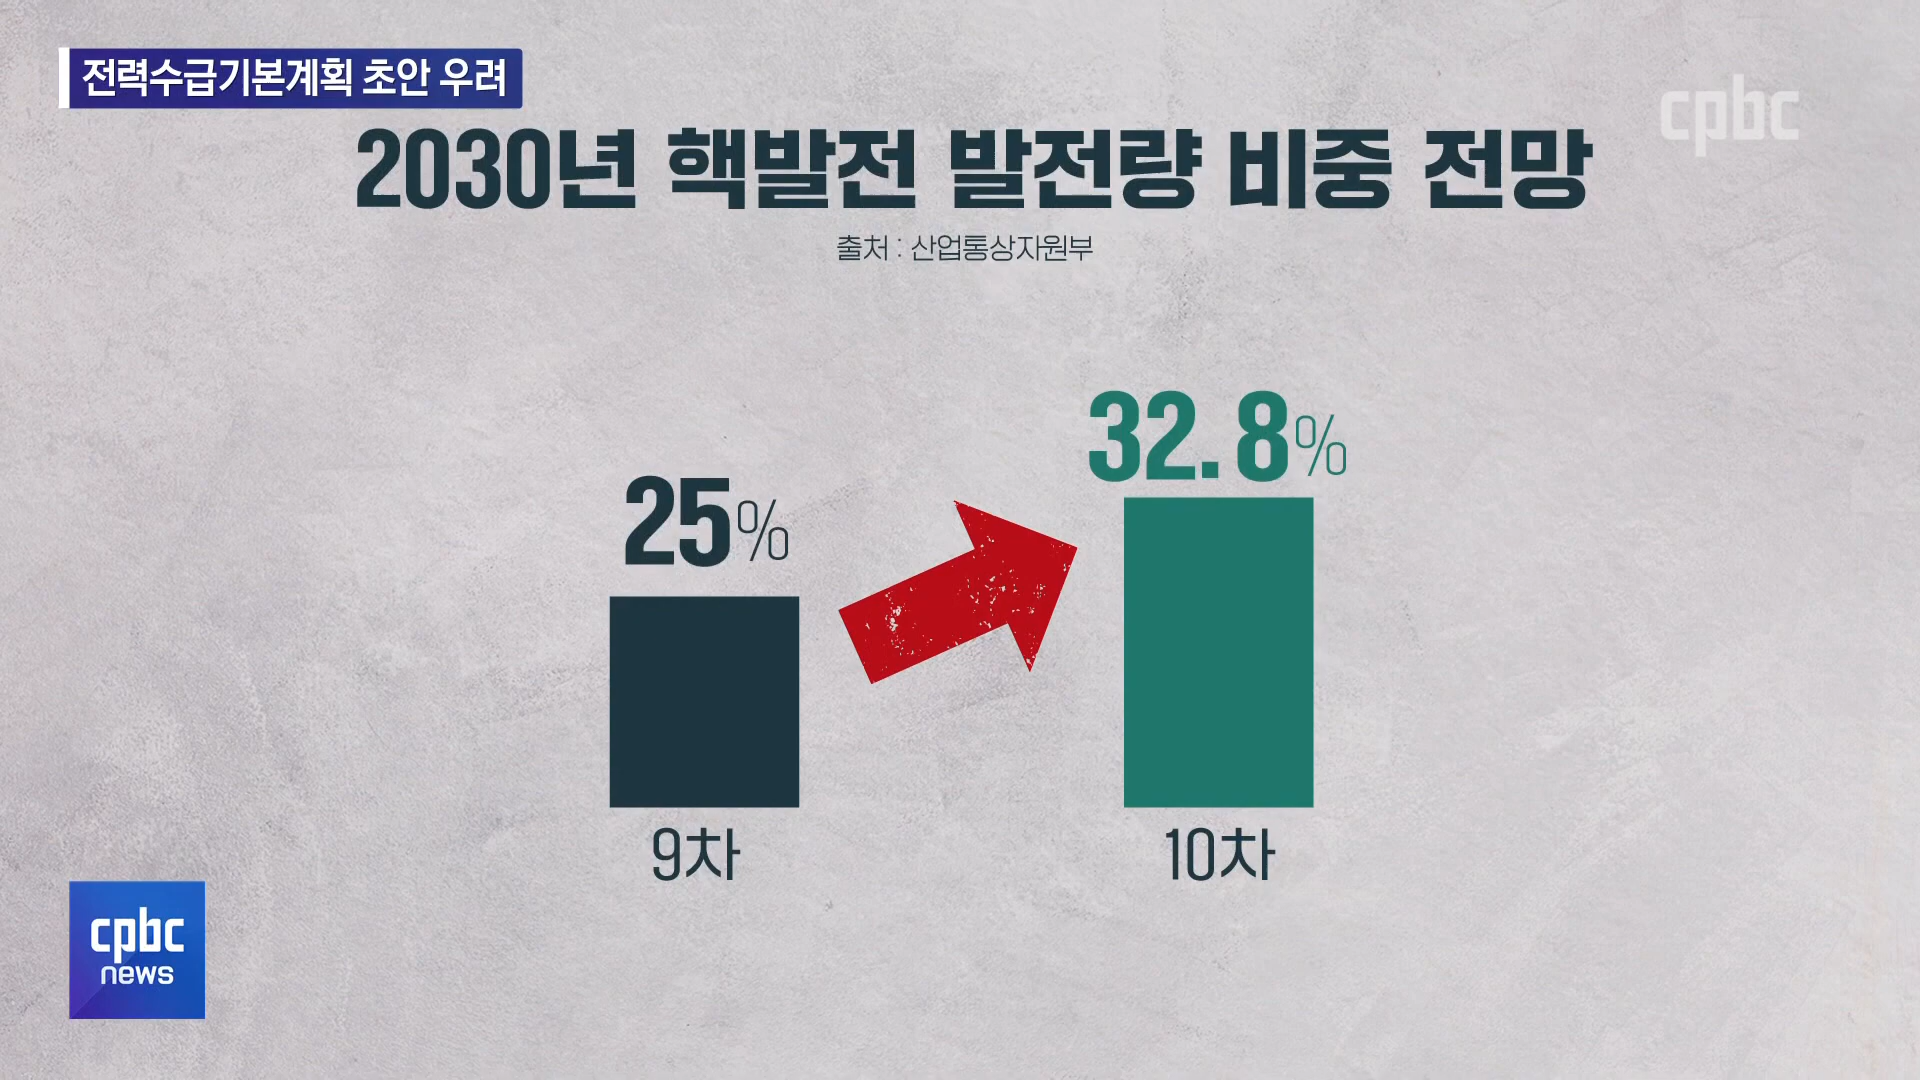 전력수급기본계획 초안 우려
cpbc
2030년 핵발전 발전량 비중 전망
출처 : 산업통상자원부
25%
32.8%
9차
10차
cpbc
news